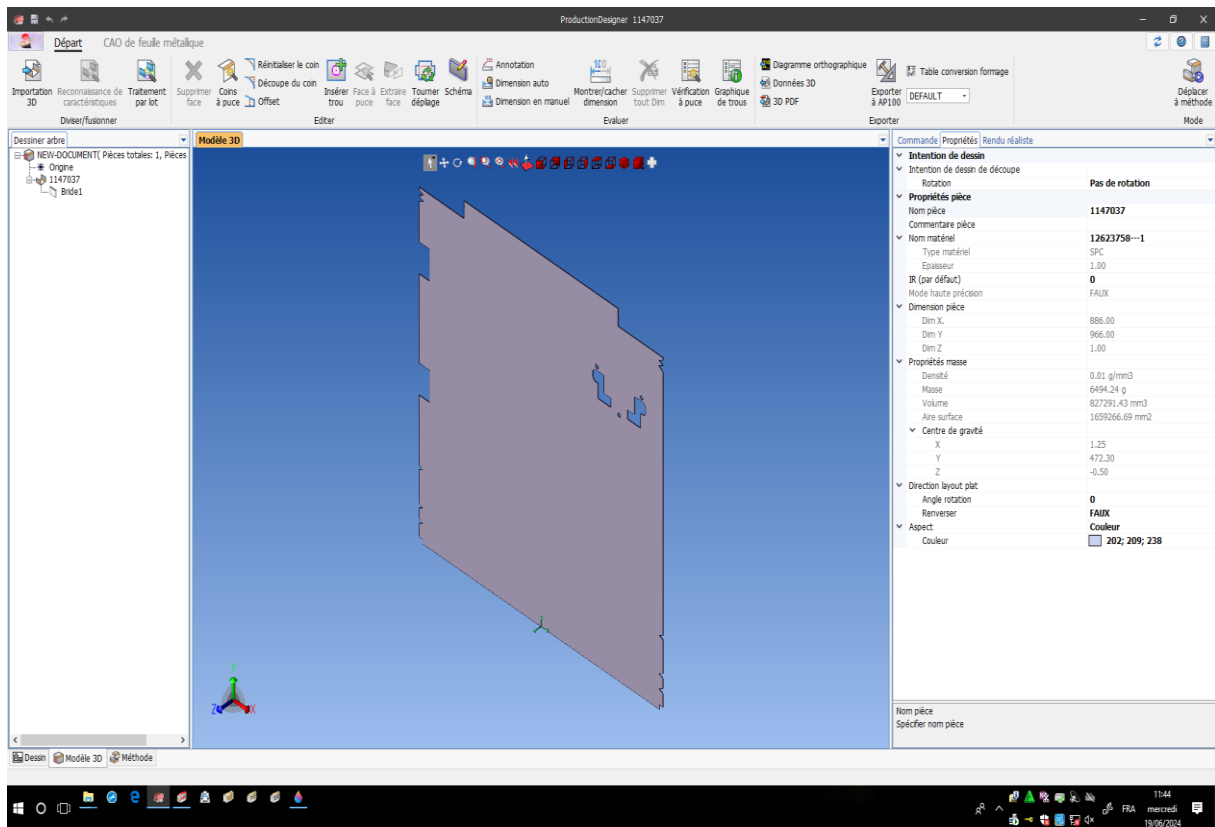 ProductionDesigner 1147037
Départ CAO de feuille métalique
Importation 3D
Reconnaissance de caractéristiques
Traitement par lot
Diviser/fusionner
Supprimer face
Coins à puce
Réinitialiser le coin
Découpe du coin
Offset
Insérer trou
Face à puce
Extraire face
Tourner déplage
Schéma
Editer
Annotation
Dimension auto
Dimension en manuel
Montrer/cacher dimension
Supprimer tout Dim
Vérification à puce
Graphique de trous
Evaluer
Diagramme orthographique
Données 3D
3D PDF
Exporter à AP100
Table conversion formage
DEFAULT
Exporter
Déplacer à méthode
Mode
Dessiner arbre
NEW-DOCUMENT( Pièces totales: 1, Pièces
Origine
1147037
Bride1
Modèle 3D
Y
Z X
Commande Propriétés Rendu réaliste
Intention de dessin
Intention de dessin de découpe
Rotation Pas de rotation
Propriétés pièce
Nom pièce 1147037
Commentaire pièce
Nom matériel 12623758---1
Type matériel SPC
Epaisseur 1.00
IR (par défaut) 0
Mode haute précision FAUX
Dimension pièce
Dim X. 886.00
Dim Y 966.00
Dim Z 1.00
Propriétés masse
Densité 0.01 g/mm3
Masse 6494.24 g
Volume 827291.43 mm3
Aire surface 1659266.69 mm2
Centre de gravité
X 1.25
Y 472.30
Z -0.50
Direction layout plat
Angle rotation 0
Renverser FAUX
Aspect Couleur
Couleur 202; 209; 238
Nom pièce
Spécifier nom pièce
Dessin Modèle 3D Méthode
11:44
FRA mercredi
19/06/2024